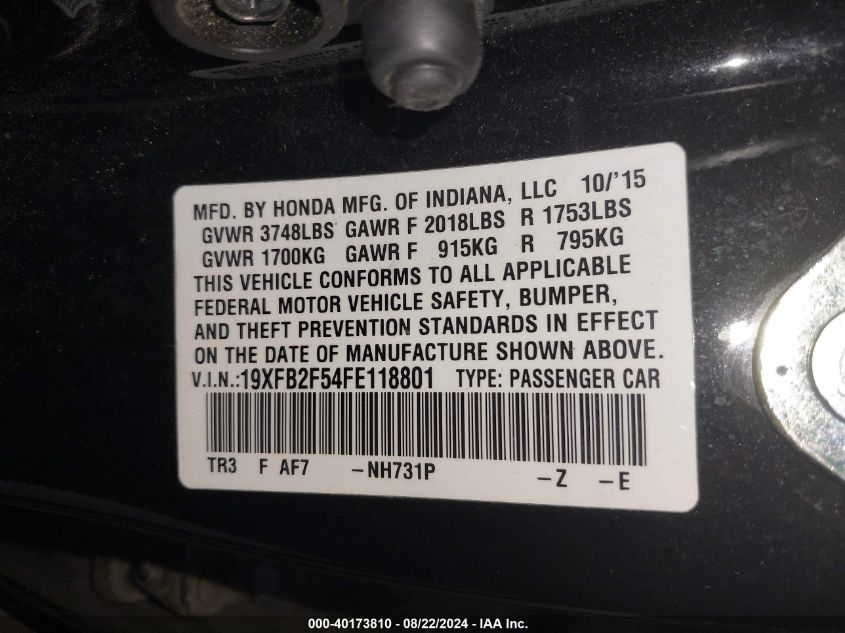 MFD. BY HONDA MFG. OF INDIANA, LLC 10/'15
GVWR 3748LBS GAWR F 2018LBS R 1753LBS
GVWR 1700KG GAWR F 915KG R 795KG
THIS VEHICLE CONFORMS TO ALL APPLICABLE
FEDERAL MOTOR VEHICLE SAFETY, BUMPER,
AND THEFT PREVENTION STANDARDS IN EFFECT
ON THE DATE OF MANUFACTURE SHOWN ABOVE.
V.I.N.:19XFB2F54FE118801 TYPE: PASSENGER CAR
TR3 F AF7 -NH731P -Z -E
000-40173810 - 08/22/2024 - IAA Inc.